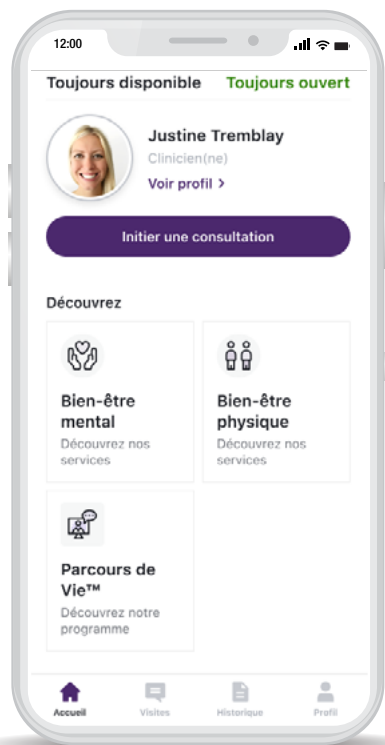 12:00
Toujours disponible Toujours ouvert
Justine Tremblay
Clinicien(ne)
Voir profil >
Initier une consultation
Découvrez
Bien-être
mental
Découvrez nos
services
Bien-être
physique
Découvrez nos
services
Parcours de
Vie™
Découvrez notre
programme
Accueil Visites Historique Profil